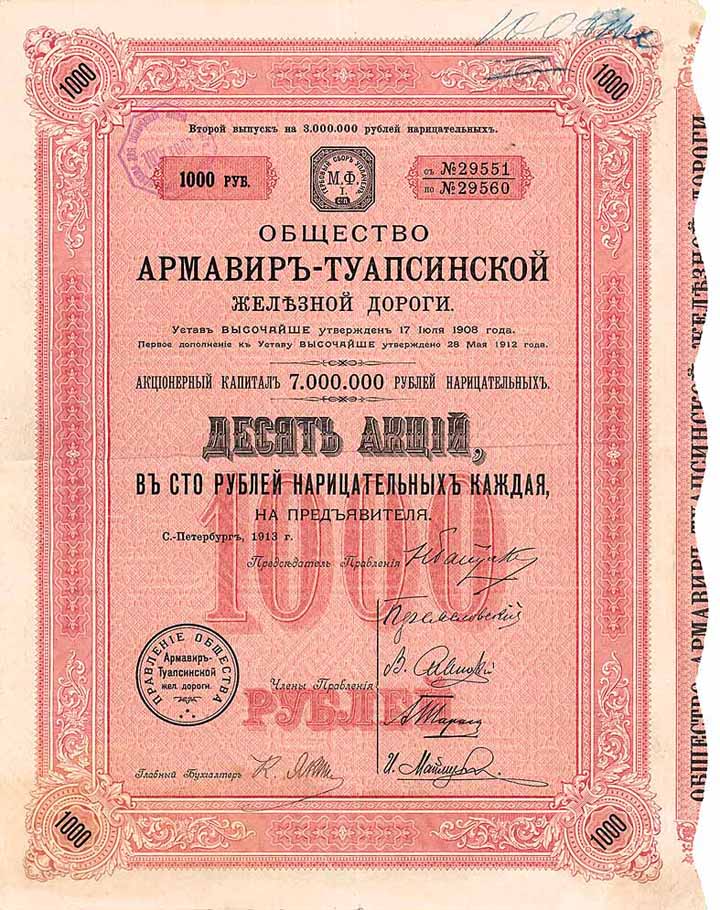 1000
1000
Второй выпускъ на 3.000.000 рублей нарицательныхъ.
1000 РУБ.
ГЕРБОВЫЙ СБОРЪ УПЛАЧЕНЪ
М.Ф.
I.
СПБ.
съ №29551
по №29560
ОБЩЕСТВО
АРМАВИРЪ-ТУАПСИНСКОЙ
ЖЕЛѢЗНОЙ ДОРОГИ.
Уставъ ВЫСОЧАЙШЕ утвержденъ 17 Іюля 1908 года.
Первое дополненіе къ Уставу ВЫСОЧАЙШЕ утверждено 28 Мая 1912 года.
АКЦІОНЕРНЫЙ КАПИТАЛЪ 7.000.000 РУБЛЕЙ НАРИЦАТЕЛЬНЫХЪ.
ДЕСЯТЬ АКЦІЙ,
ВЪ СТО РУБЛЕЙ НАРИЦАТЕЛЬНЫХЪ КАЖДАЯ,
НА ПРЕДЪЯВИТЕЛЯ.
1000
С.-Петербургъ, 1913 г.
Предсѣдатель Правленія
ПРАВЛЕНІЕ ОБЩЕСТВА
Армавиръ-
Туапсинской
жел. дороги.
Члены Правленія
РУБЛЕЙ
Главный Бухгалтеръ
1000
1000
ОБЩЕСТВО АРМАВИРЪ-ТУАПСИНСКОЙ ЖЕЛѢЗНОЙ ДОРОГИ